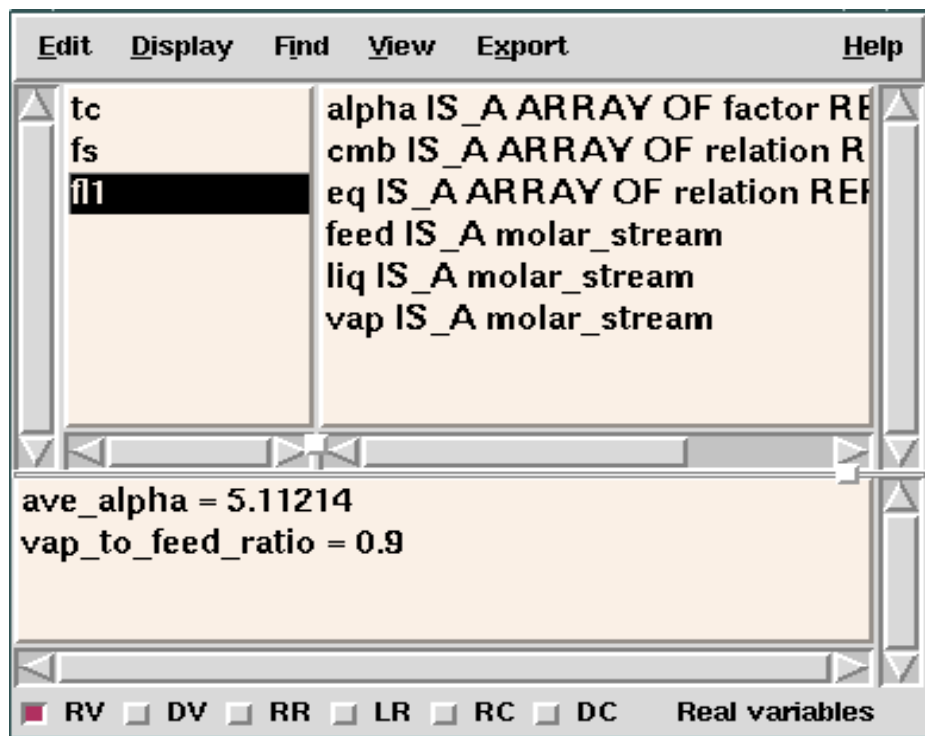 Edit Display Find View Export Help
tc
fs
fl1
alpha IS_A ARRAY OF factor RE
cmb IS_A ARRAY OF relation R
eq IS_A ARRAY OF relation REF
feed IS_A molar_stream
liq IS_A molar_stream
vap IS_A molar_stream
ave_alpha = 5.11214
vap_to_feed_ratio = 0.9
RV DV RR LR RC DC Real variables